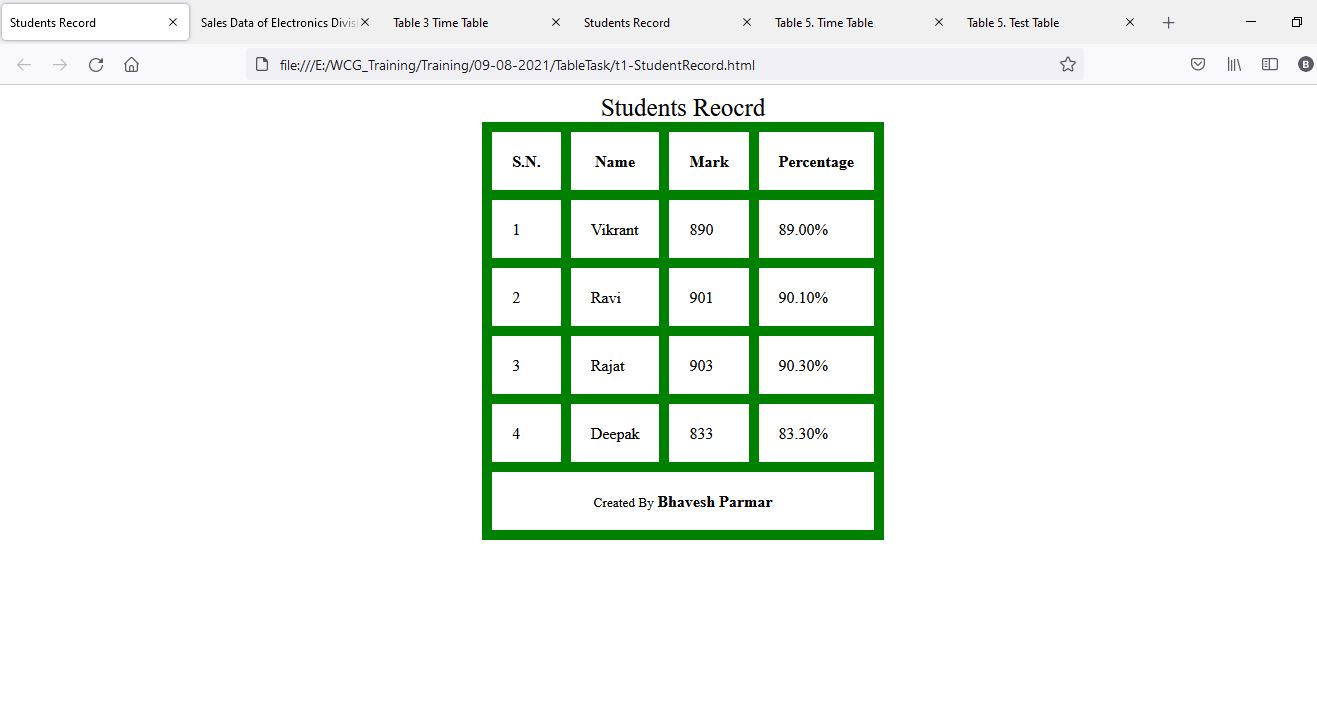 Students Record Sales Data of Electronics Divis Table 3 Time Table Students Record Table 5. Time Table Table 5. Test Table
file:///E:/WCG_Training/Training/09-08-2021/TableTask/t1-StudentRecord.html B
Students Reocrd
S.N. Name Mark Percentage
1 Vikrant 890 89.00%
2 Ravi 901 90.10%
3 Rajat 903 90.30%
4 Deepak 833 83.30%
Created By Bhavesh Parmar